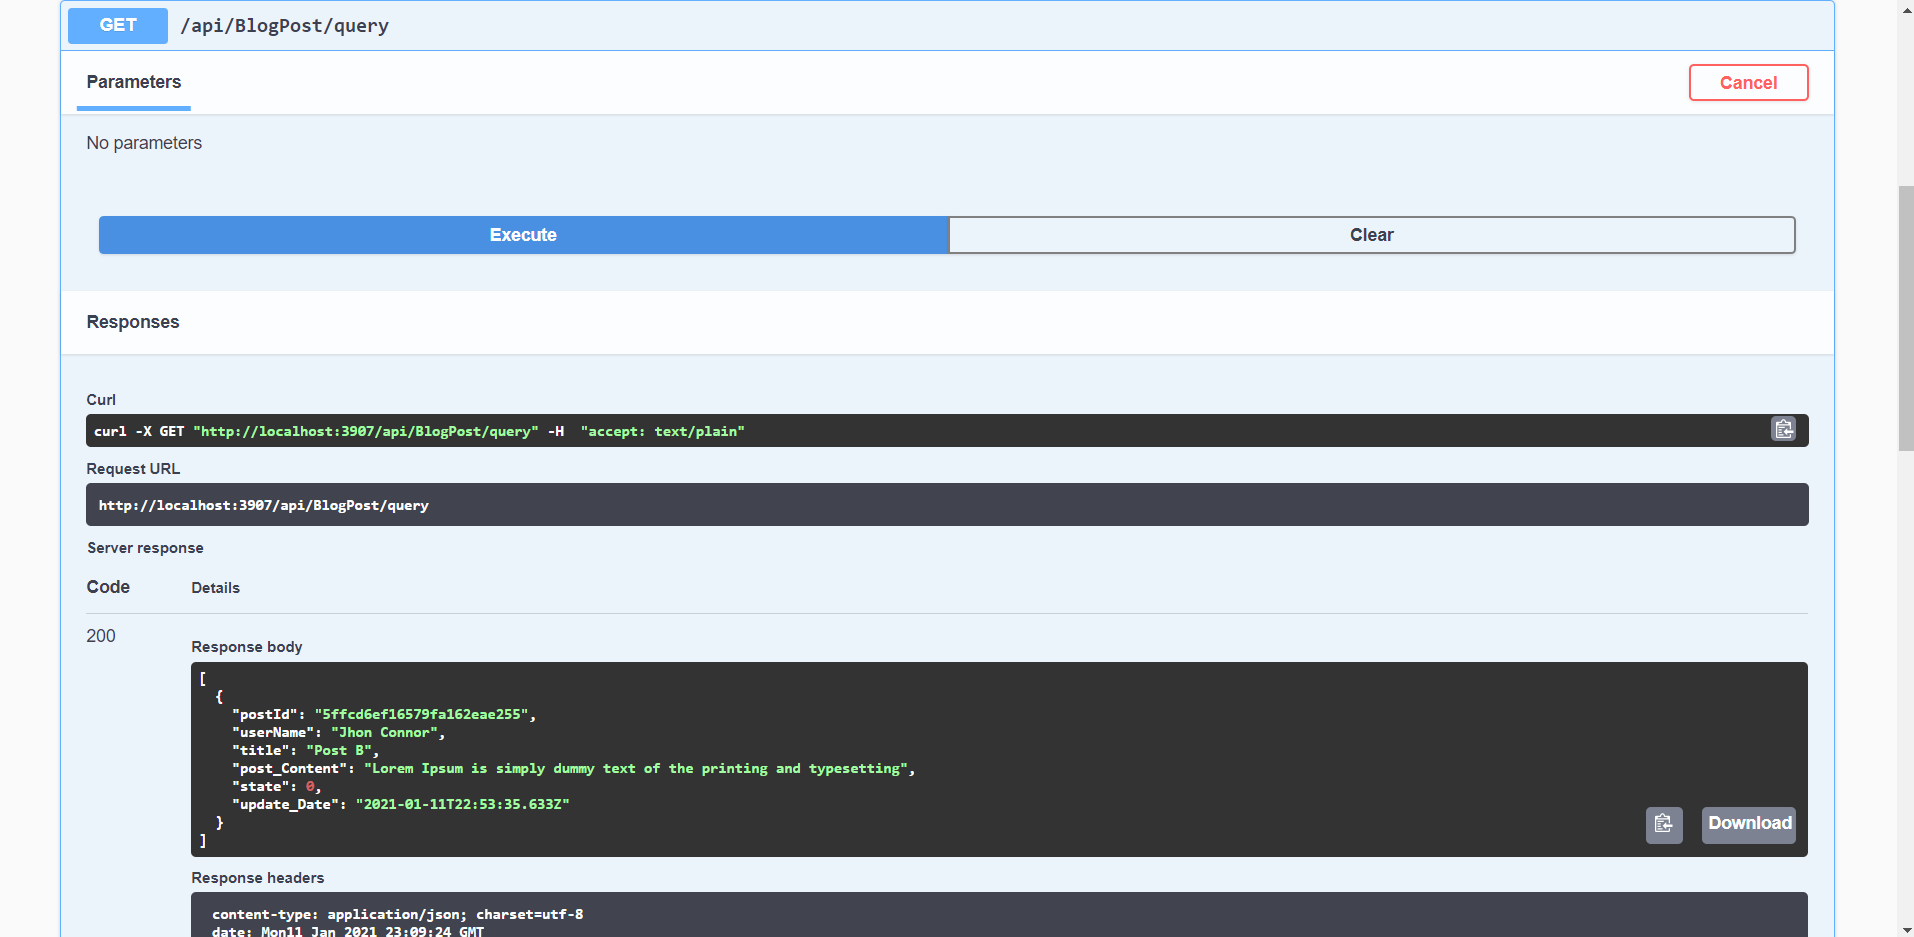 GET /api/BlogPost/query
Parameters
Cancel
No parameters
Execute
Clear
Responses
Curl
curl -X GET "http://localhost:3907/api/BlogPost/query" -H  "accept: text/plain"
Request URL
http://localhost:3907/api/BlogPost/query
Server response
Code Details
200
Response body
[
  {
    "postId": "5ffcd6ef16579fa162eae255",
    "userName": "Jhon Connor",
    "title": "Post B",
    "post_Content": "Lorem Ipsum is simply dummy text of the printing and typesetting",
    "state": 0,
    "update_Date": "2021-01-11T22:53:35.633Z"
  }
]
Download
Response headers
content-type: application/json; charset=utf-8
date: Mon11 Jan 2021 23:09:24 GMT